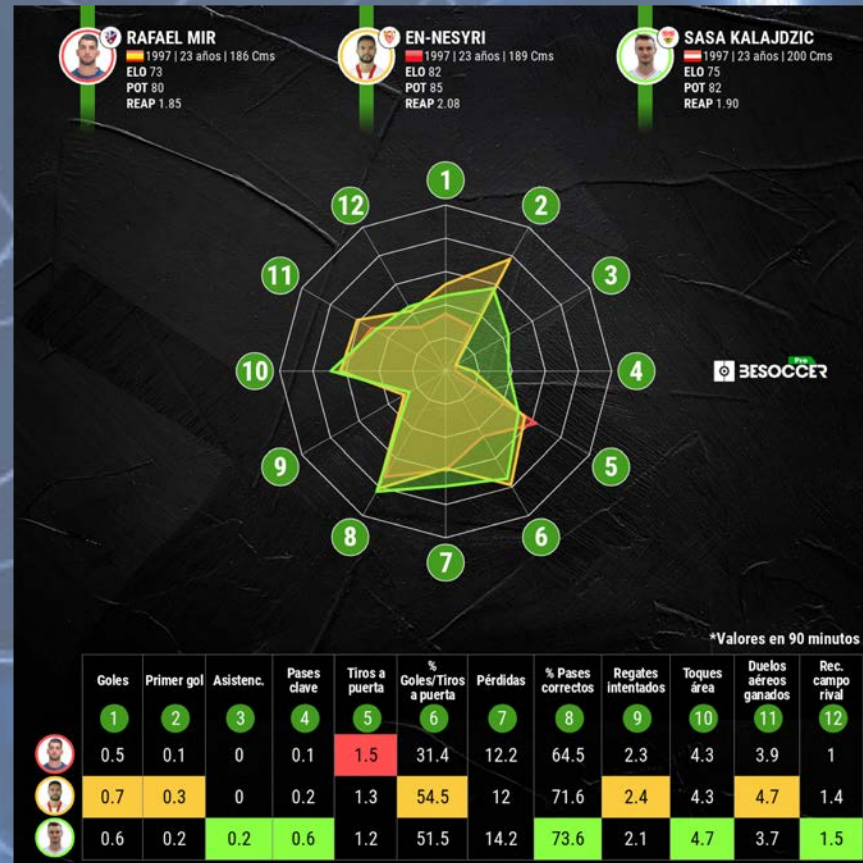 RAFAEL MIR
1997 | 23 años | 186 Cms
ELO 73
POT 80
REAP 1.85
EN-NESYRI
1997 | 23 años | 189 Cms
ELO 82
POT 85
REAP 2.08
SASA KALAJDZIC
1997 | 23 años | 200 Cms
ELO 75
POT 82
REAP 1.90
1
2
3
4
5
6
7
8
9
10
11
12
BESOCCER Pro
*Valores en 90 minutos
Goles
Primer gol
Asistenc.
Pases
clave
Tiros a
puerta
%
Goles/Tiros
a puerta
Pérdidas
% Pases
correctos
Regates
intentados
Toques
área
Duelos
aéreos
ganados
Rec.
campo
rival
1 2 3 4 5 6 7 8 9 10 11 12
0.5 0.1 0 0.1 1.5 31.4 12.2 64.5 2.3 4.3 3.9 1
0.7 0.3 0 0.2 1.3 54.5 12 71.6 2.4 4.3 4.7 1.4
0.6 0.2 0.2 0.6 1.2 51.5 14.2 73.6 2.1 4.7 3.7 1.5